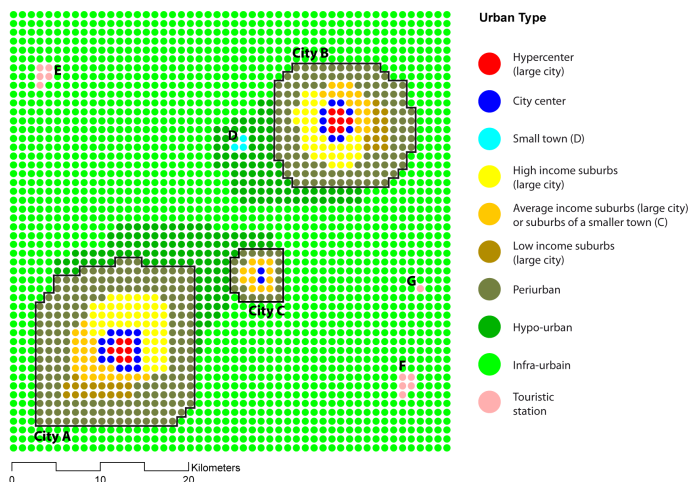 Urban Type
City B
E
D
Hypercenter
(large city)
City center
Small town (D)
High income suburbs
(large city)
Average income suburbs (large city)
or suburbs of a smaller town (C)
Low income suburbs
(large city)
Periurban
Hypo-urban
Infra-urbain
Touristic
station
G
City C
F
City A
Kilometers
0 10 20